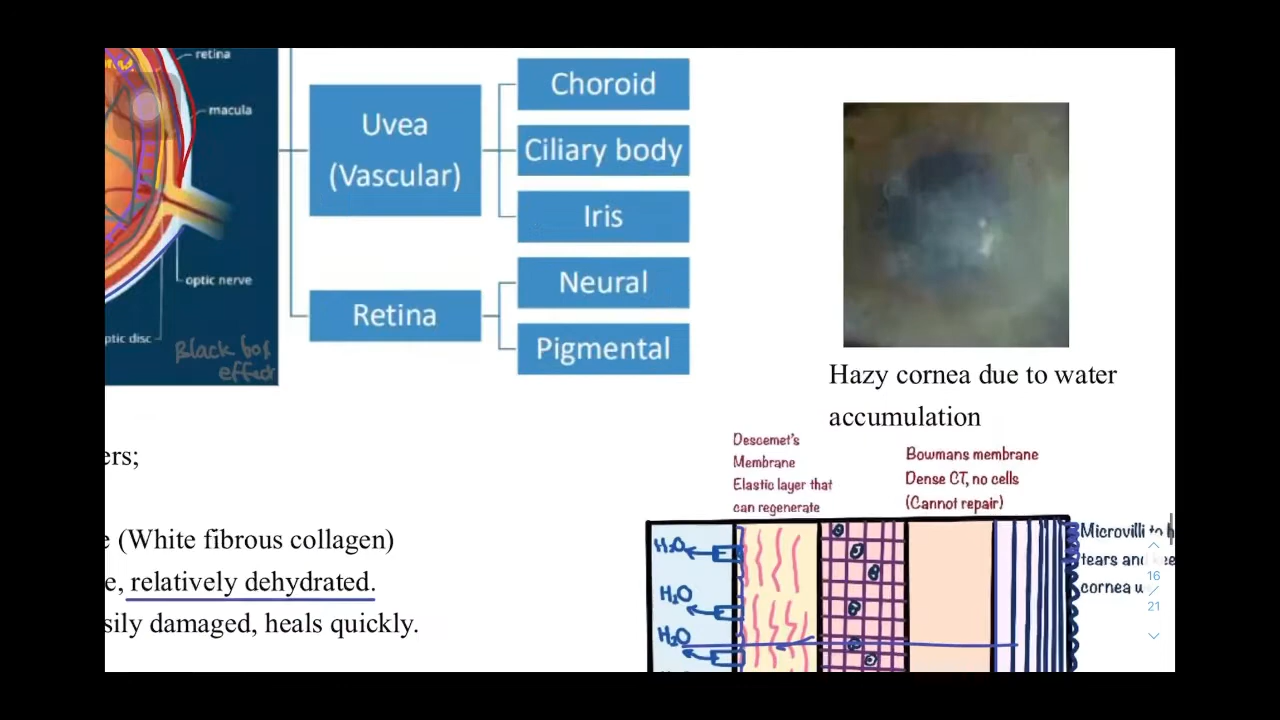 retina
macula
optic nerve
ptic disc
Black box
effect
Uvea
(Vascular)
Retina
Choroid
Ciliary body
Iris
Neural
Pigmental
Hazy cornea due to water
accumulation
ers;
e (White fibrous collagen)
e, relatively dehydrated.
sily damaged, heals quickly.
Descemet's
Membrane
Elastic layer that
can regenerate
Bowmans membrane
Dense CT, no cells
(Cannot repair)
H₂O
H₂O
H₂O
Microvilli to h
tears and
cornea u
16
/
21